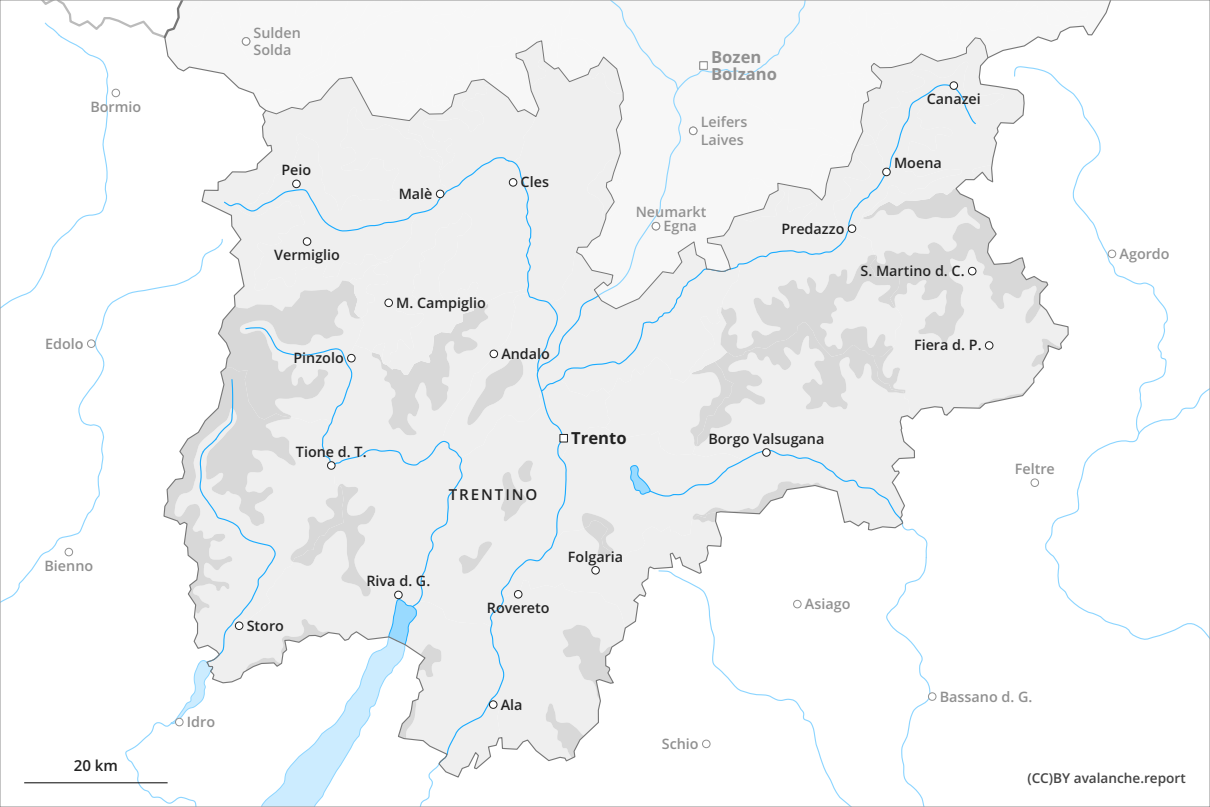 Sulden
Solda
Bozen
Bolzano
Bormio
Canazei
Leifers
Laives
Moena
Peio
Malè
Cles
Neumarkt
Egna
Predazzo
Vermiglio
Agordo
S. Martino d. C.
M. Campiglio
Edolo
Pinzolo
Andalo
Fiera d. P.
Trento
Borgo Valsugana
Tione d. T.
Feltre
TRENTINO
Bienno
Folgaria
Riva d. G.
Rovereto
Asiago
Storo
Bassano d. G.
Ala
Idro
Schio
20 km
(CC)BY avalanche.report